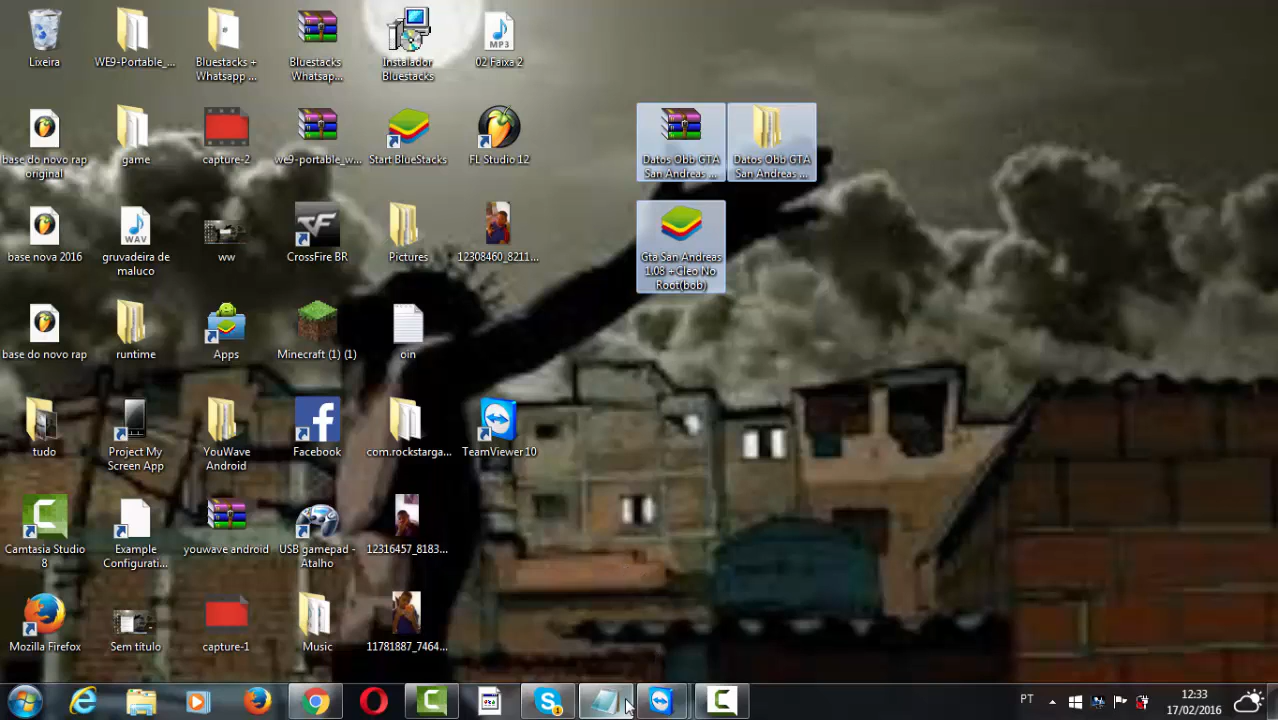 Lixeira
WE9-Portable_...
Bluestacks +
Whatsapp ...
Bluestacks
Whatsap...
Instalador
Bluestacks
MP3
02 Faixa 2
base do novo rap
original
game
capture-2
we9-portable_w...
Start BlueStacks
FL Studio 12
Datos Obb GTA
San Andreas ...
Datos Obb GTA
San Andreas ...
base nova 2016
WAV
gruvadeira de
maluco
ww
CrossFire BR
Pictures
12308460_8211...
Gta San Andreas
1.08 +Cleo No
Root(bob)
base do novo rap
runtime
Apps
Minecraft (1) (1)
oin
tudo
Project My
Screen App
YouWave
Android
Facebook
com.rockstarga...
TeamViewer 10
Camtasia Studio
8
Example
Configurati...
youwave android
USB gamepad -
Atalho
12316457_8183...
Mozilla Firefox
Sem título
capture-1
Music
11781887_7464...
PT
12:33
17/02/2016